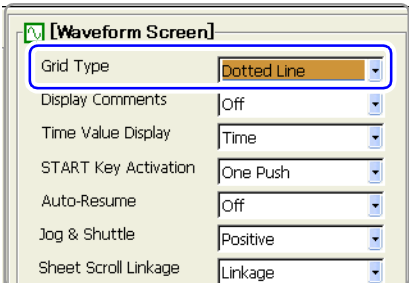 [Waveform Screen]
Grid Type Dotted Line
Display Comments Off
Time Value Display Time
START Key Activation One Push
Auto-Resume Off
Jog & Shuttle Positive
Sheet Scroll Linkage Linkage